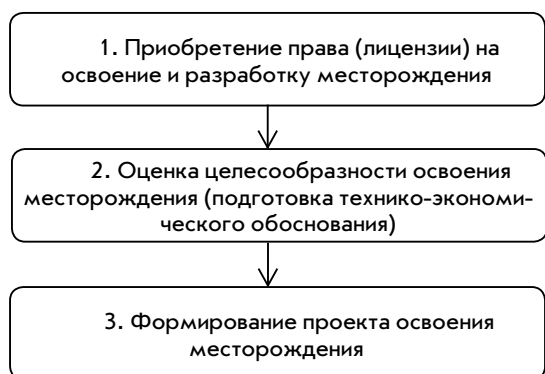 1. Приобретение права (лицензии) на
освоение и разработку месторождения
2. Оценка целесообразности освоения
месторождения (подготовка технико-экономи-
ческого обоснования)
3. Формирование проекта освоения
месторождения